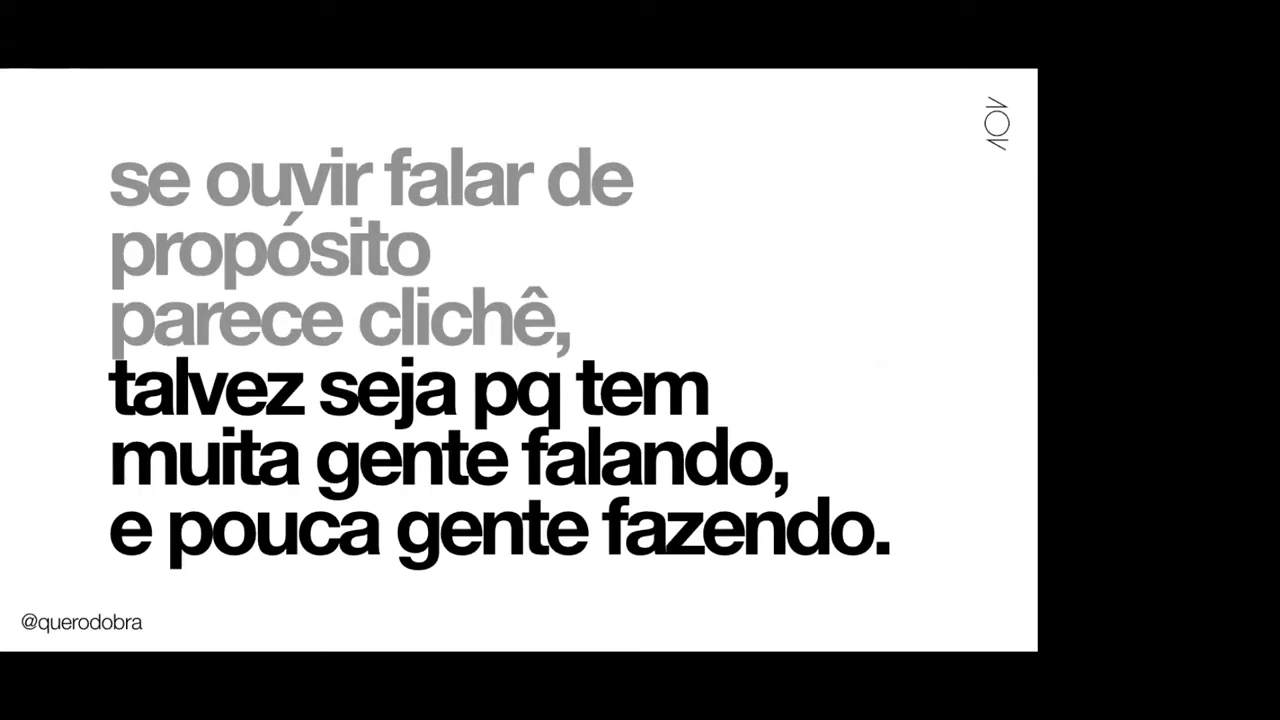 se ouvir falar de
propósito
parece clichê,
talvez seja pq tem
muita gente falando,
e pouca gente fazendo.
@querodobra